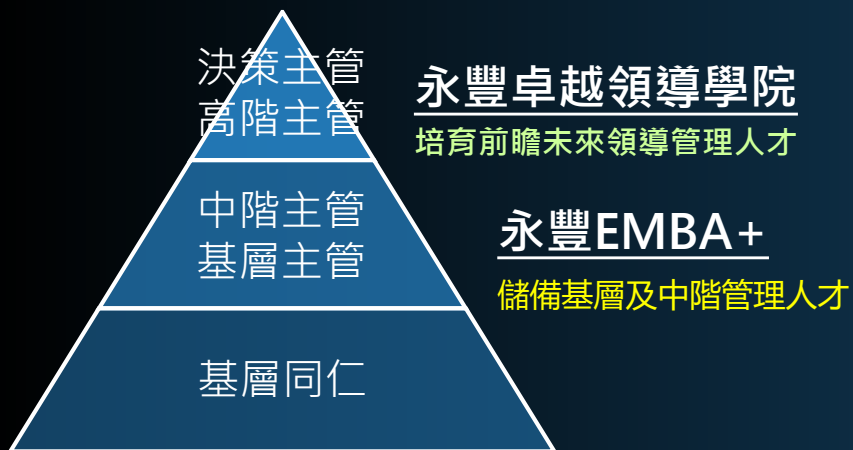 決策主管
高階主管
永豐卓越領導學院
培育前瞻未來領導管理人才
中階主管
基層主管
永豐EMBA+
儲備基層及中階管理人才
基層同仁